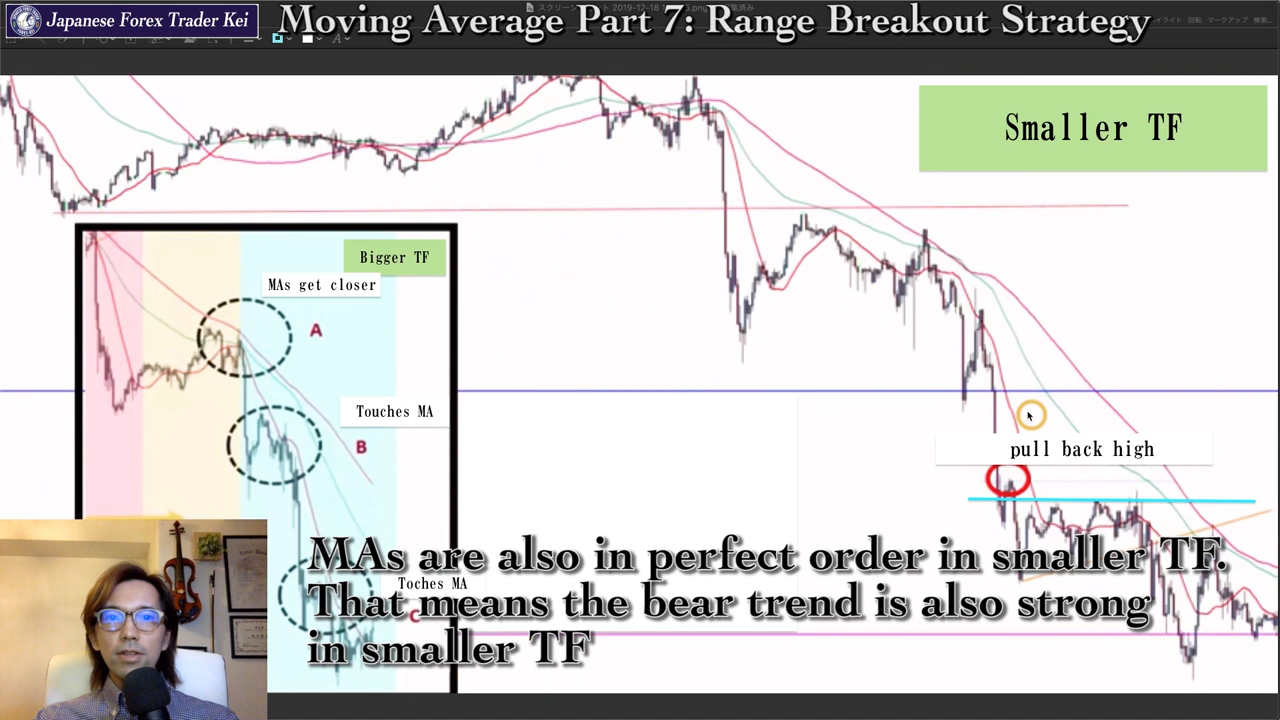 Japanese Forex Trader Kei
Moving Average Part 7: Range Breakout Strategy
Smaller TF
Bigger TF
MAs get closer
A
Touches MA
B
pull back high
MAs are also in perfect order in smaller TF.
Toches MA
That means the bear trend is also strong
C
in smaller TF